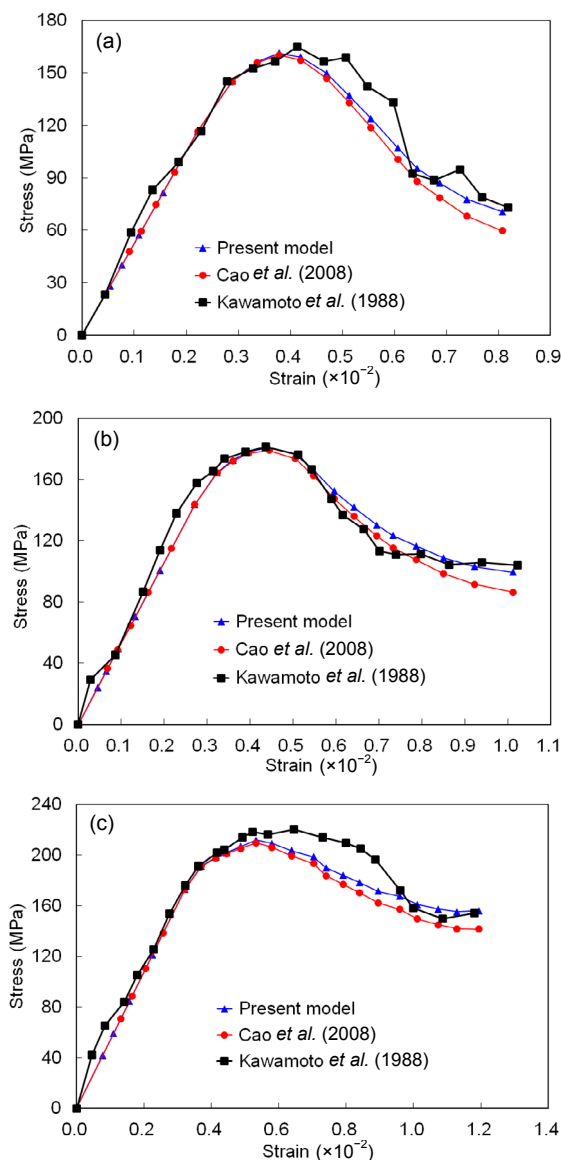 (a)
180
150
120
90
60
30
0
Stress (MPa)
Present model
Cao et al. (2008)
Kawamoto et al. (1988)
0.0 0.1 0.2 0.3 0.4 0.5 0.6 0.7 0.8 0.9
Strain (×10⁻²)
(b)
200
160
120
80
40
0
Stress (MPa)
Present model
Cao et al. (2008)
Kawamoto et al. (1988)
0.0 0.1 0.2 0.3 0.4 0.5 0.6 0.7 0.8 0.9 1.0 1.1
Strain (×10⁻²)
(c)
240
200
160
120
80
40
0
Stress (MPa)
Present model
Cao et al. (2008)
Kawamoto et al. (1988)
0.0 0.2 0.4 0.6 0.8 1.0 1.2 1.4
Strain (×10⁻²)